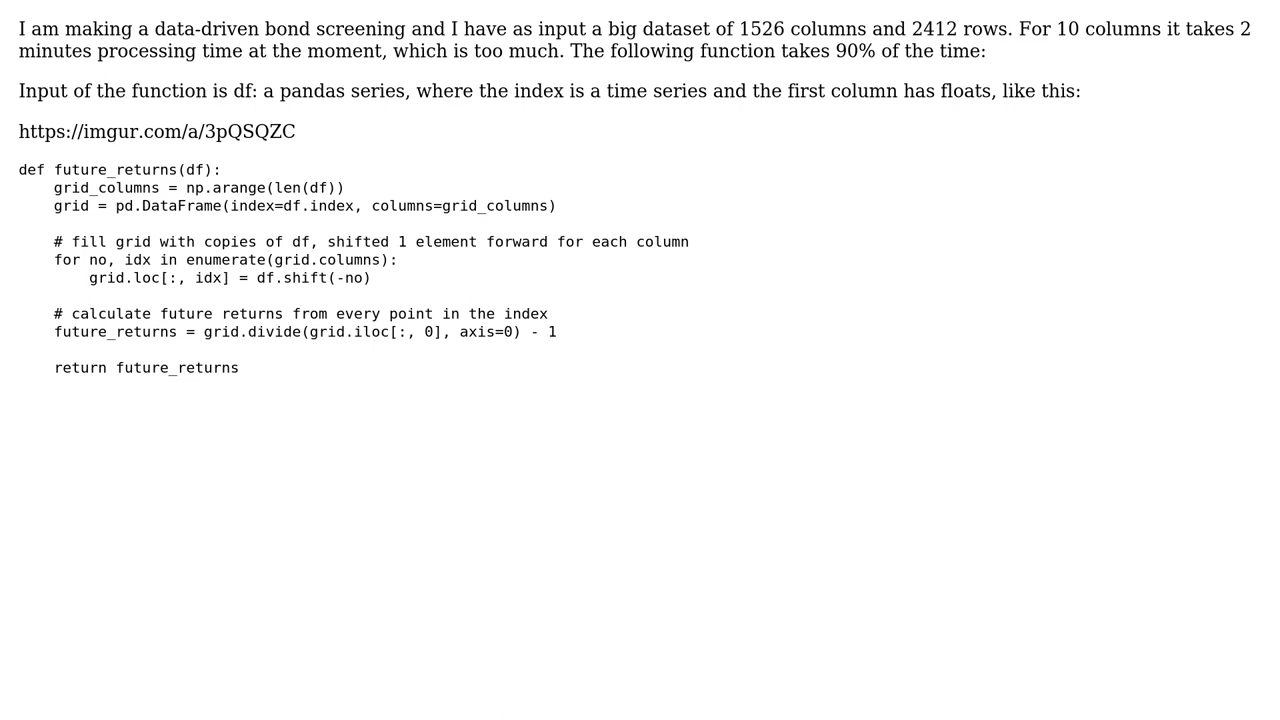 I am making a data-driven bond screening and I have as input a big dataset of 1526 columns and 2412 rows. For 10 columns it takes 2
minutes processing time at the moment, which is too much. The following function takes 90% of the time:
Input of the function is df: a pandas series, where the index is a time series and the first column has floats, like this:
https://imgur.com/a/3pQSQZC
def future_returns(df):
    grid_columns = np.arange(len(df))
    grid = pd.DataFrame(index=df.index, columns=grid_columns)
    # fill grid with copies of df, shifted 1 element forward for each column
    for no, idx in enumerate(grid.columns):
        grid.loc[:, idx] = df.shift(-no)
    # calculate future returns from every point in the index
    future_returns = grid.divide(grid.iloc[:, 0], axis=0) - 1
    return future_returns